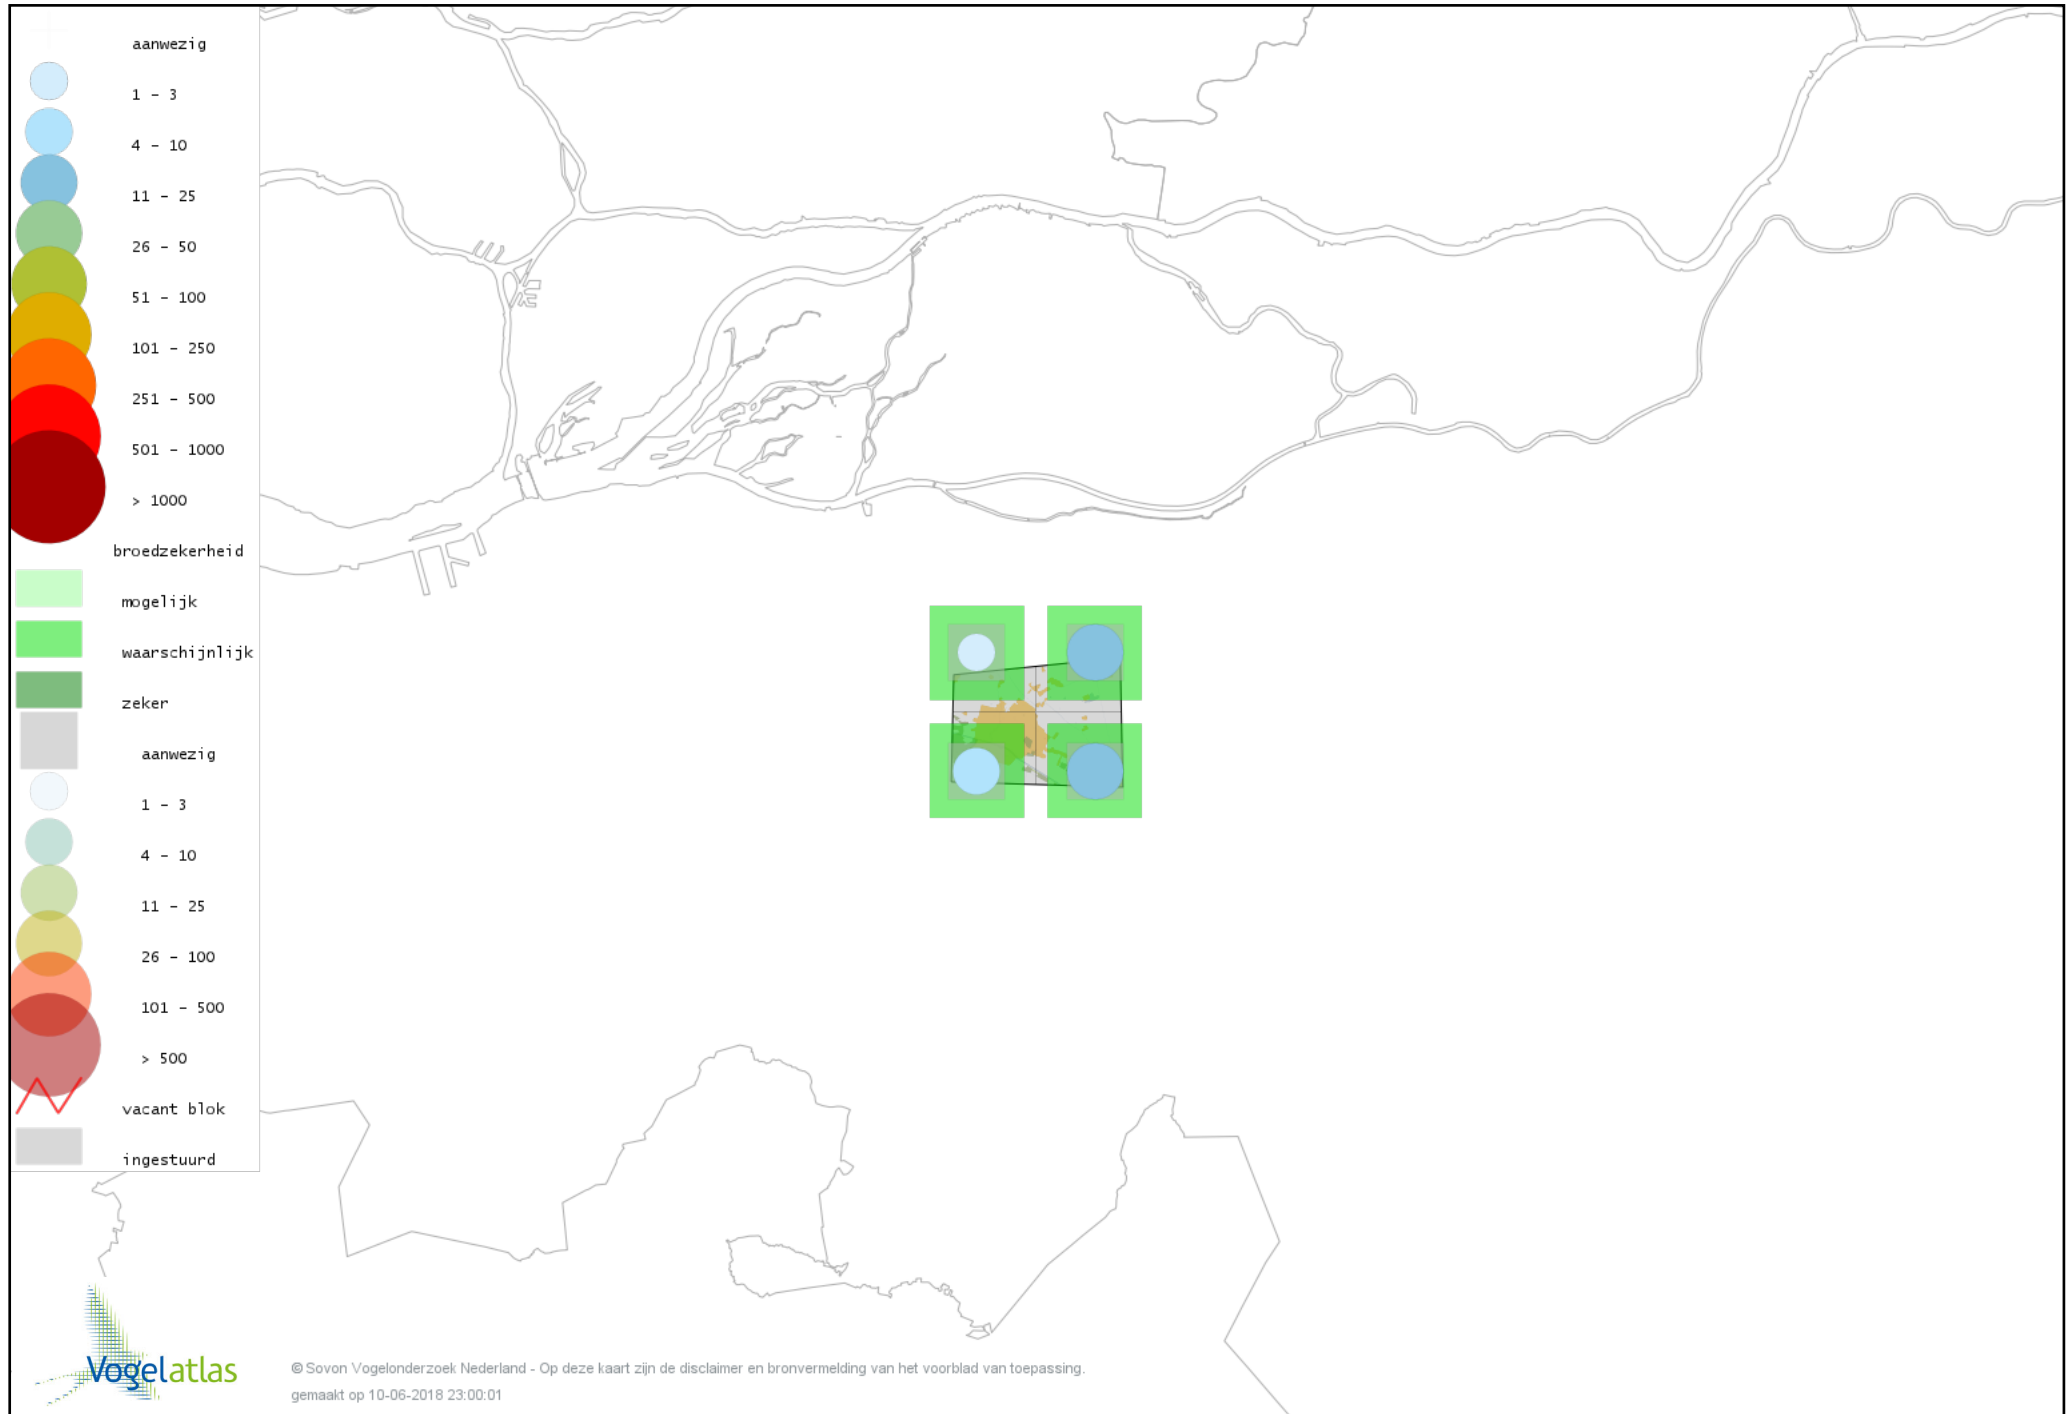 aanwezig
1 - 3
4 - 10
11 - 25
26 - 50
51 - 100
101 - 250
251 - 500
501 - 1000
> 1000
broedzekerheid
mogelijk
waarschijnlijk
zeker
aanwezig
1 - 3
4 - 10
11 - 25
26 - 100
101 - 500
> 500
vacant blok
ingestuurd
Vogelatlas
© Sovon Vogelonderzoek Nederland - Op deze kaart zijn de disclaimer en bronvermelding van het voorblad van toepassing.
gemaakt op 10-06-2018 23:00:01